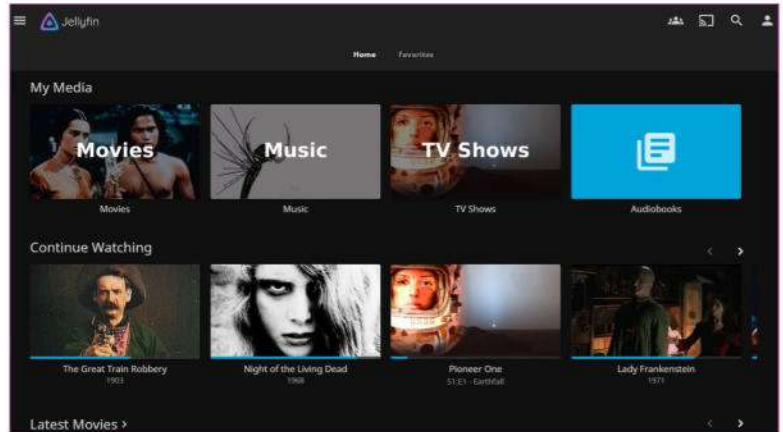 Jellyfin
Home Favorites
My Media
Movies Music TV Shows
Movies Music TV Shows Audiobooks
Continue Watching
The Great Train Robbery Night of the Living Dead Pioneer One Lady Frankenstein
1903 1968 S1:E1 - Earthfall 1971
Latest Movies